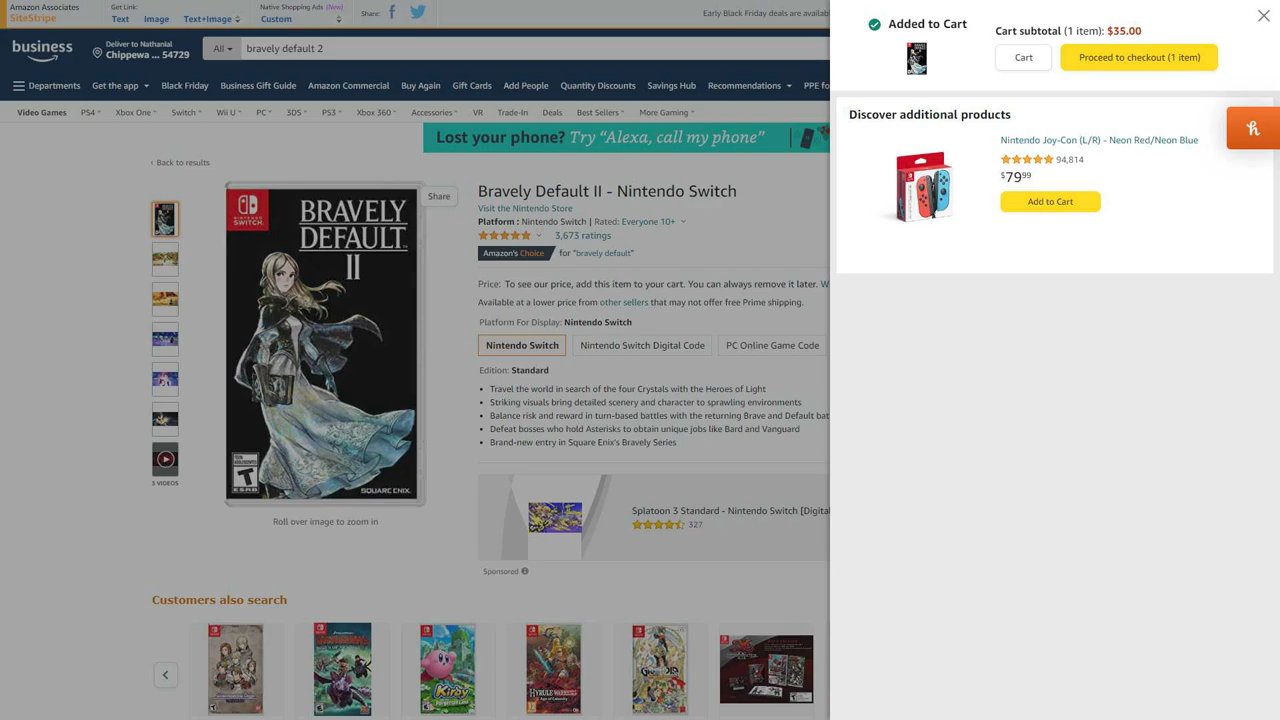 Amazon Associates
SiteStripe
Get Link:
Text Image Text+Image
Native Shopping Ads (New)
Custom
Share:
Early Black Friday deals are availa
business
Deliver to Nathanial
Chippewa ... 54729
All
bravely default 2
Departments Get the app Black Friday Business Gift Guide Amazon Commercial Buy Again Gift Cards Add People Quantity Discounts Savings Hub Recommendations PPE fo
Video Games PS4 Xbox One Switch Wii U PC 3DS PS3 Xbox 360 Accessories VR Trade-In Deals Best Sellers More Gaming
Lost your phone? Try “Alexa, call my phone”
‹ Back to results
3 VIDEOS
NINTENDO
SWITCH
BRAVELY
DEFAULT
II
T
ESRB
SQUARE ENIX
Roll over image to zoom in
Share
Bravely Default II - Nintendo Switch
Visit the Nintendo Store
Platform : Nintendo Switch | Rated: Everyone 10+
3,673 ratings
Amazon's Choice for "bravely default"
Price: To see our price, add this item to your cart. You can always remove it later. W
Available at a lower price from other sellers that may not offer free Prime shipping.
Platform For Display: Nintendo Switch
Nintendo Switch Nintendo Switch Digital Code PC Online Game Code
Edition: Standard
• Travel the world in search of the four Crystals with the Heroes of Light
• Striking visuals bring detailed scenery and character to sprawling environments
• Balance risk and reward in turn-based battles with the returning Brave and Default bat
• Defeat bosses who hold Asterisks to obtain unique jobs like Bard and Vanguard
• Brand-new entry in Square Enix's Bravely Series
Splatoon 3 Standard - Nintendo Switch [Digita
327
Sponsored
Customers also search
Kirby
HYRULE WARRIORS
Added to Cart
Cart subtotal (1 item): $35.00
Cart
Proceed to checkout (1 item)
Discover additional products
Nintendo Joy-Con (L/R) - Neon Red/Neon Blue
94,814
$79.99
Add to Cart